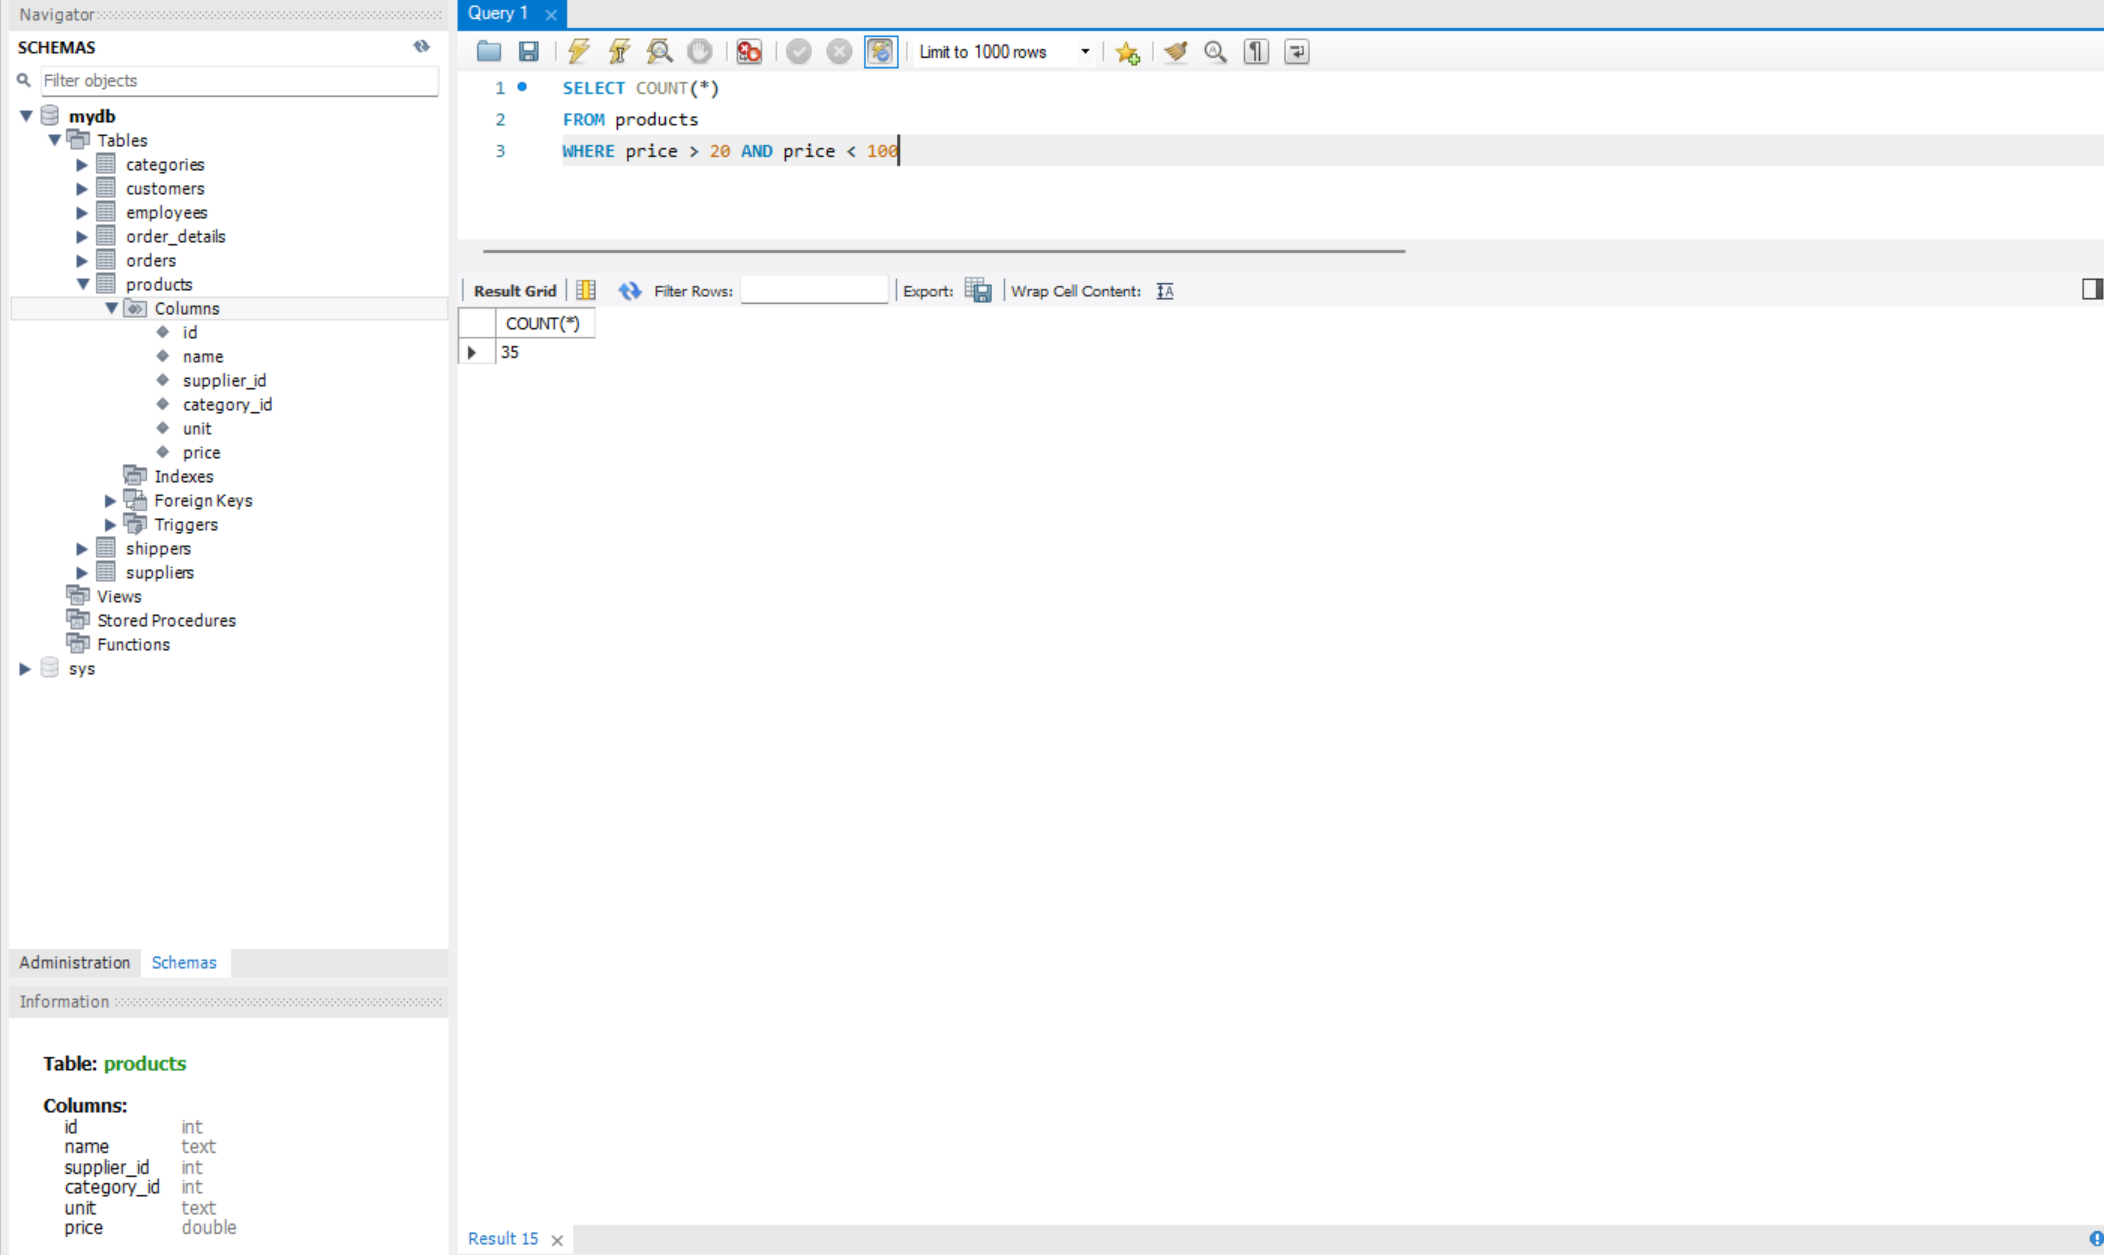 Navigator
SCHEMAS
Filter objects
mydb
Tables
categories
customers
employees
order_details
orders
products
Columns
id
name
supplier_id
category_id
unit
price
Indexes
Foreign Keys
Triggers
shippers
suppliers
Views
Stored Procedures
Functions
sys
Administration Schemas
Information
Table: products
Columns:
id int
name text
supplier_id int
category_id int
unit text
price double
Query 1
Limit to 1000 rows
1 SELECT COUNT(*)
2 FROM products
3 WHERE price > 20 AND price < 100
Result Grid Filter Rows: Export: Wrap Cell Content:
COUNT(*)
35
Result 15